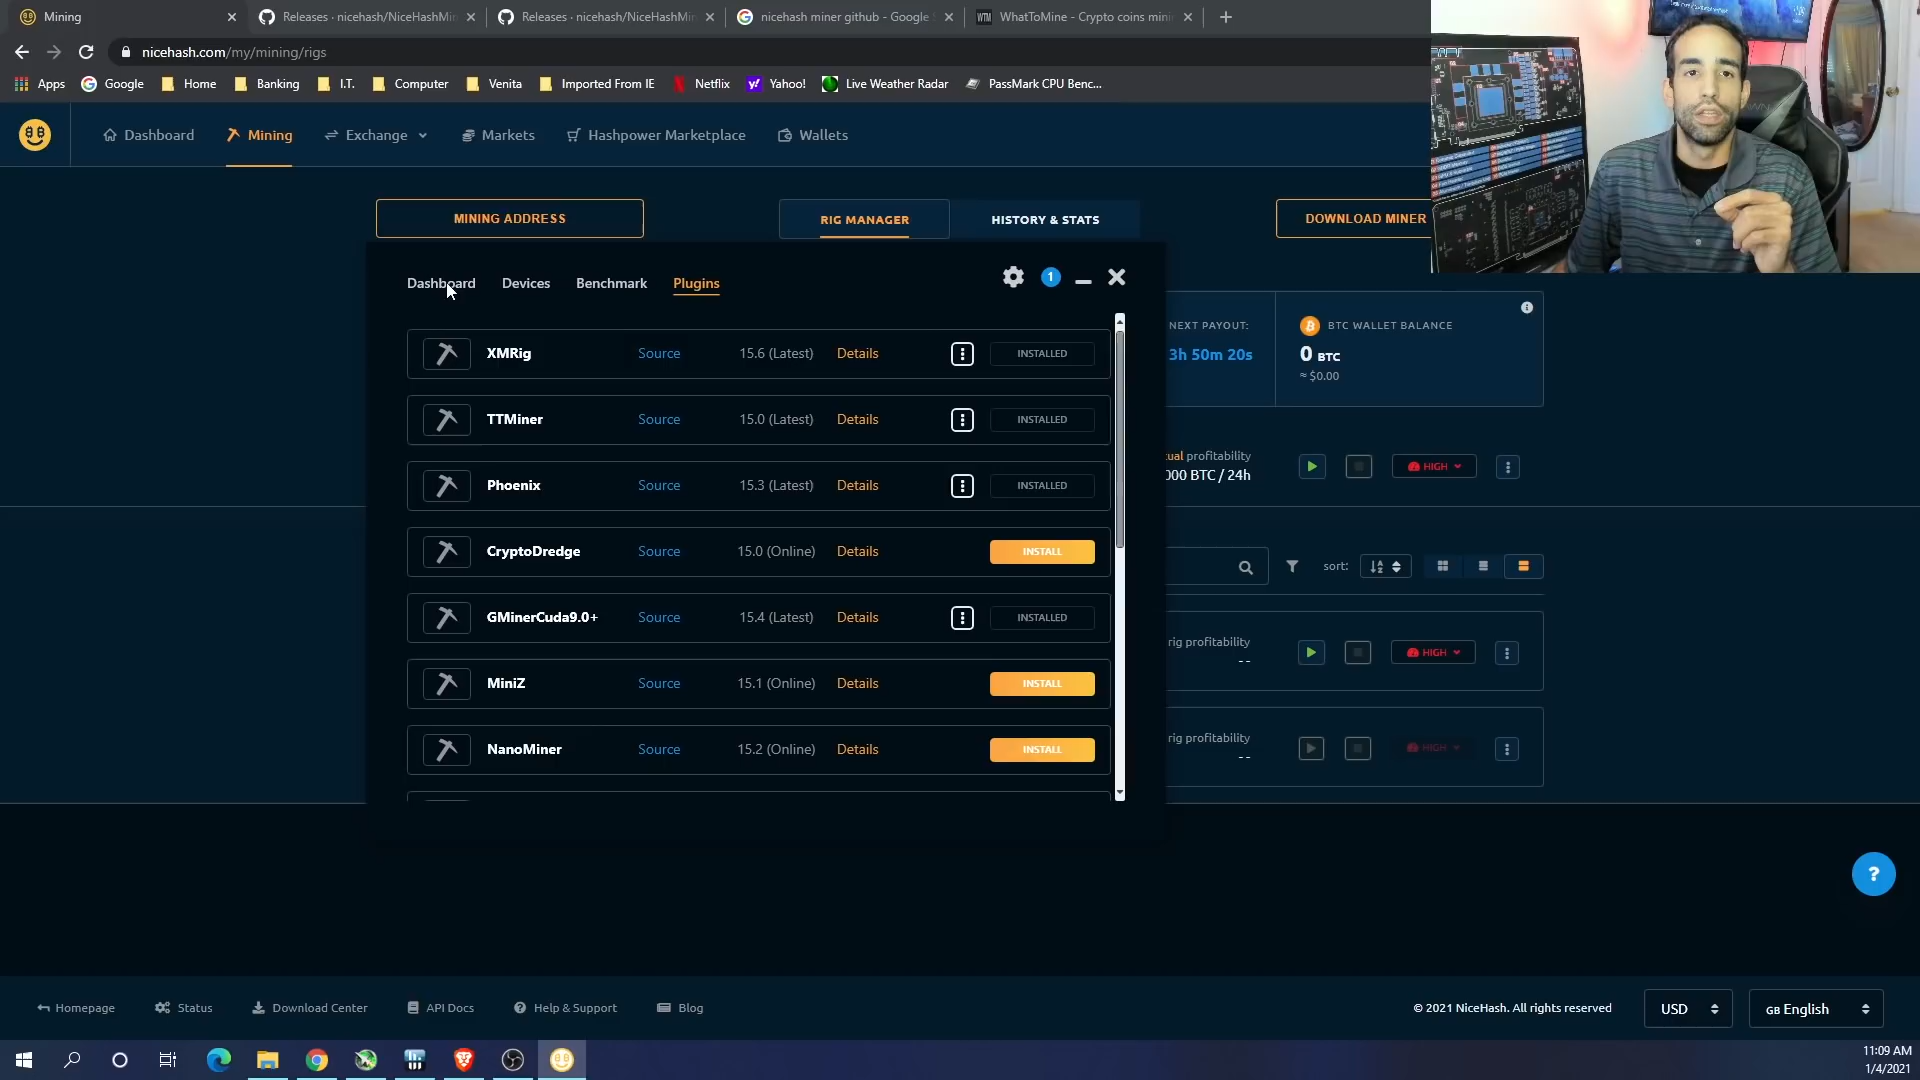 Mining
Releases · nicehash/NiceHashMin
Releases · nicehash/NiceHashMin
nicehash miner github - Google
WTM WhatToMine - Crypto coins mini
nicehash.com/my/mining/rigs
Apps Google Home Banking I.T. Computer Venita Imported From IE Netflix Yahoo! Live Weather Radar PassMark CPU Benc...
Dashboard Mining Exchange Markets Hashpower Marketplace Wallets
MINING ADDRESS RIG MANAGER HISTORY & STATS DOWNLOAD MINER
Dashboard Devices Benchmark Plugins 1
XMRig Source 15.6 (Latest) Details INSTALLED
TTMiner Source 15.0 (Latest) Details INSTALLED
Phoenix Source 15.3 (Latest) Details INSTALLED
CryptoDredge Source 15.0 (Online) Details INSTALL
GMinerCuda9.0+ Source 15.4 (Latest) Details INSTALLED
MiniZ Source 15.1 (Online) Details INSTALL
NanoMiner Source 15.2 (Online) Details INSTALL
NEXT PAYOUT:
3h 50m 20s
BTC WALLET BALANCE
0 BTC
≈ $0.00
ual profitability
000 BTC / 24h
HIGH
sort:
rig profitability
- -
HIGH
rig profitability
- -
HIGH
?
Homepage Status Download Center API Docs Help & Support Blog
© 2021 NiceHash. All rights reserved
USD
GB English
11:09 AM
1/4/2021